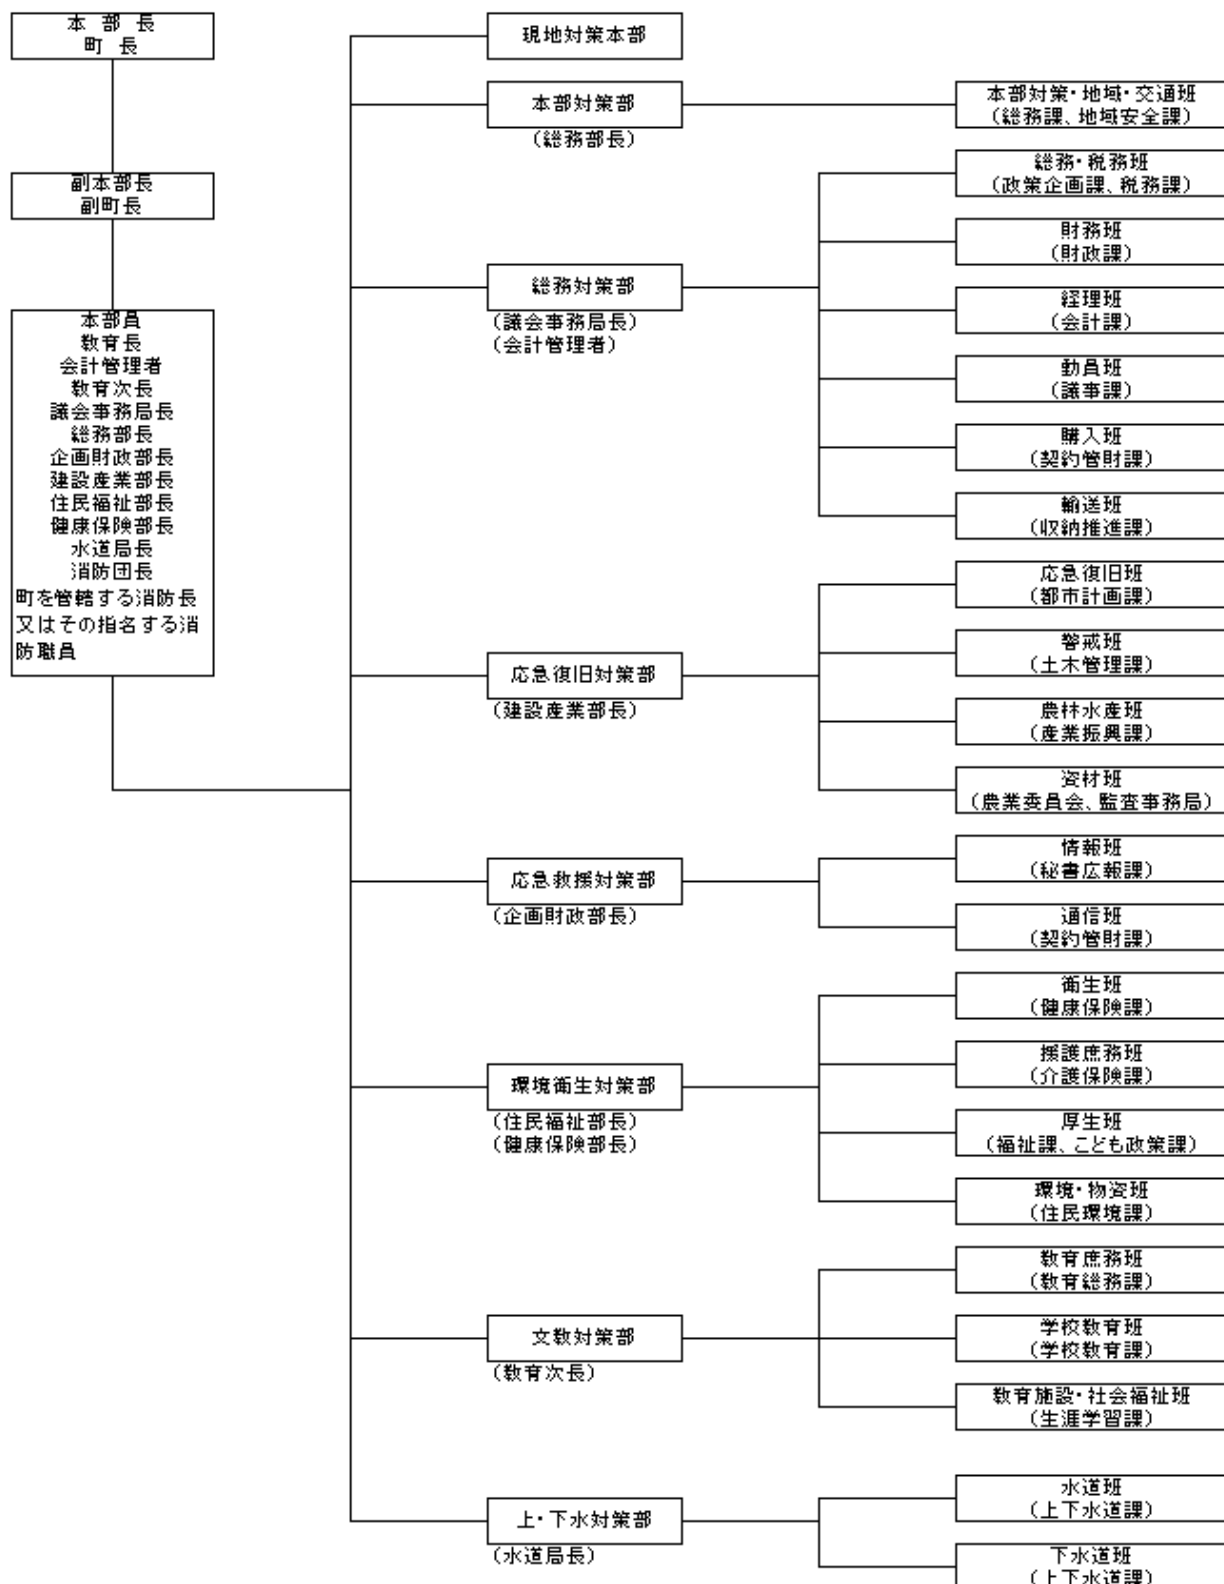 本 部 長
町 長
副本部長
副町長
本部員
教育長
会計管理者
教育次長
議会事務局長
総務部長
企画財政部長
建設産業部長
住民福祉部長
健康保険部長
水道局長
消防団長
町を管轄する消防長
又はその指名する消
防職員
現地対策本部
本部対策部
(総務部長)
本部対策・地域・交通班
(総務課、地域安全課)
総務対策部
(議会事務局長)
(会計管理者)
総務・税務班
(政策企画課、税務課)
財務班
(財政課)
経理班
(会計課)
動員班
(議事課)
購入班
(契約管財課)
輸送班
(収納推進課)
応急復旧対策部
(建設産業部長)
応急復旧班
(都市計画課)
警戒班
(土木管理課)
農林水産班
(産業振興課)
資材班
(農業委員会、監査事務局)
応急救援対策部
(企画財政部長)
情報班
(秘書広報課)
通信班
(契約管財課)
環境衛生対策部
(住民福祉部長)
(健康保険部長)
衛生班
(健康保険課)
援護庶務班
(介護保険課)
厚生班
(福祉課、こども政策課)
環境・物資班
(住民環境課)
文教対策部
(教育次長)
教育庶務班
(教育総務課)
学校教育班
(学校教育課)
教育施設・社会福祉班
(生涯学習課)
上・下水対策部
(水道局長)
水道班
(上下水道課)
下水道班
(上下水道課)